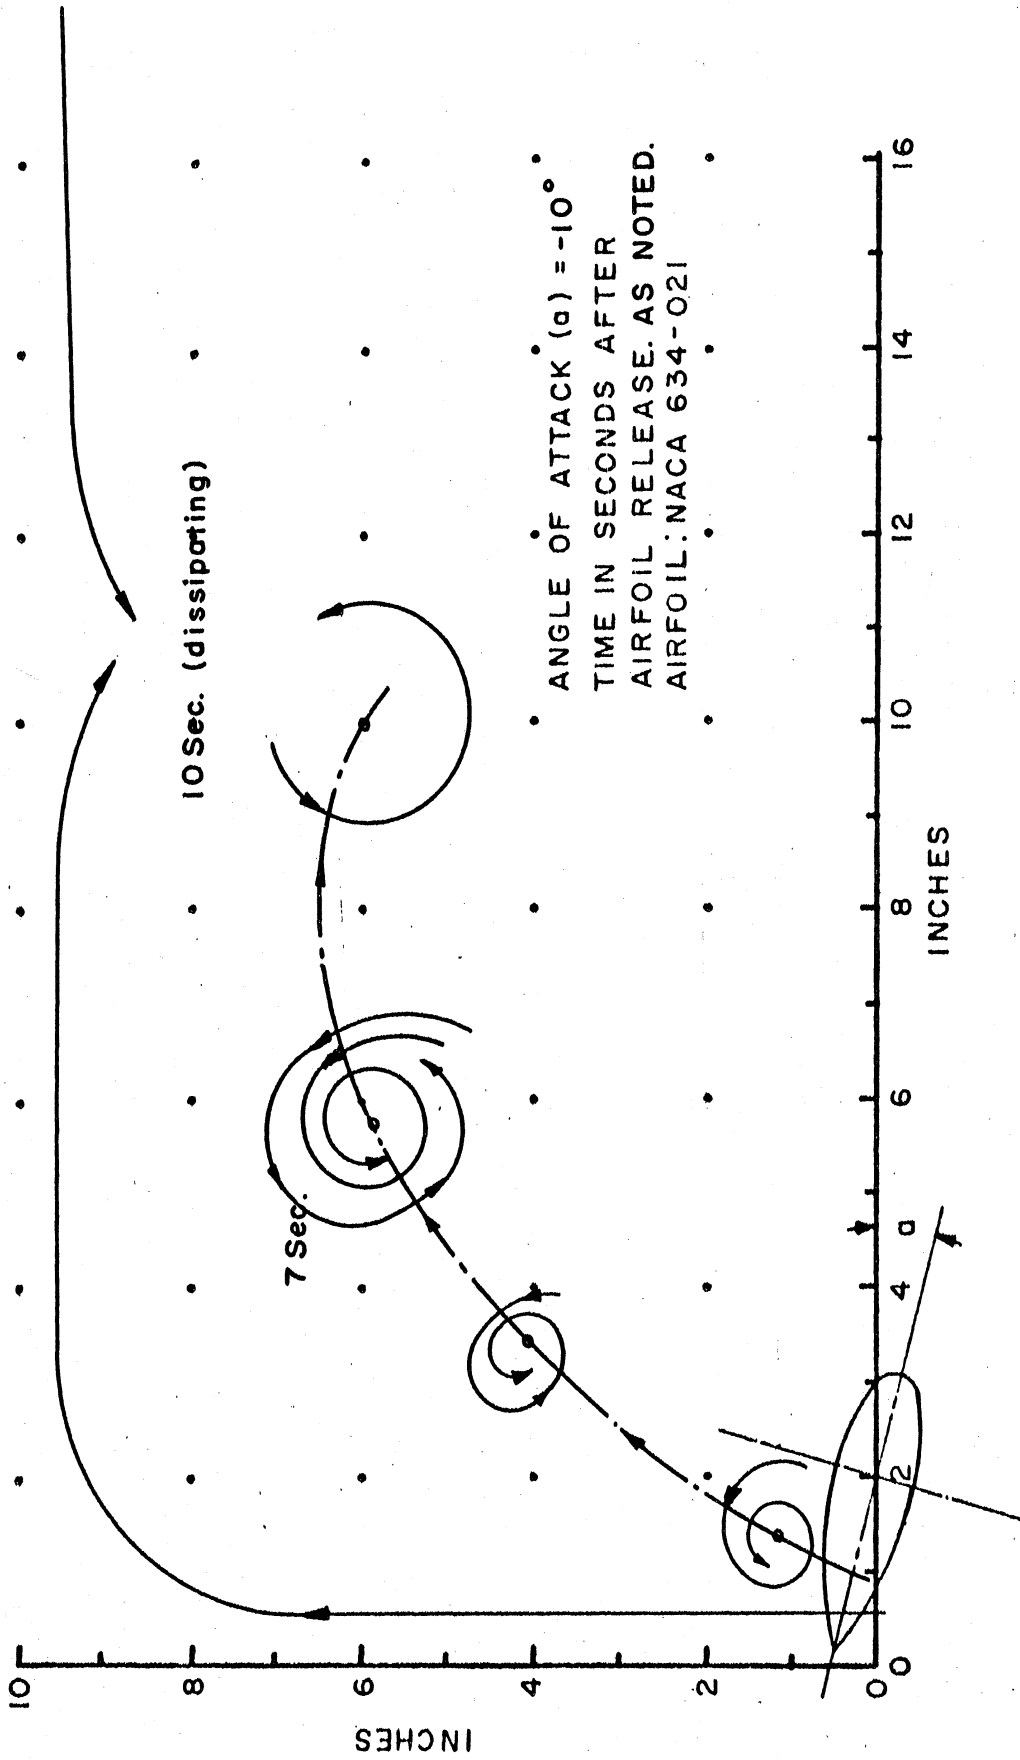 10 Sec. (dissipating)
7 Sec.
ANGLE OF ATTACK (a) = -10°
TIME IN SECONDS AFTER
AIRFOIL RELEASE. AS NOTED.
AIRFOIL: NACA 634-021
10
8
6
4
2
0
INCHES
0
2
4
a
6
8
10
12
14
16
INCHES